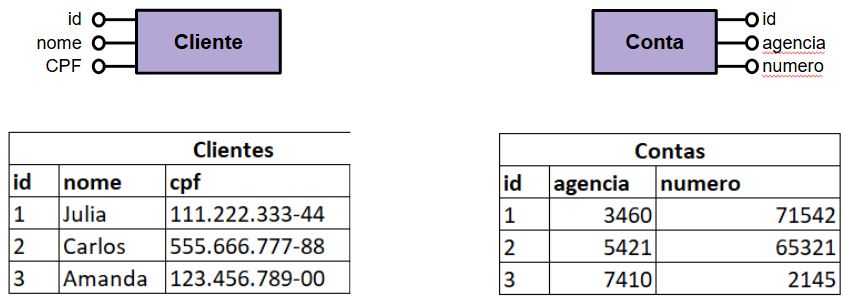 id
nome
CPF
Cliente
Conta
id
agencia
numero
Clientes
id nome cpf
1 Julia 111.222.333-44
2 Carlos 555.666.777-88
3 Amanda 123.456.789-00
Contas
id agencia numero
1 3460 71542
2 5421 65321
3 7410 2145